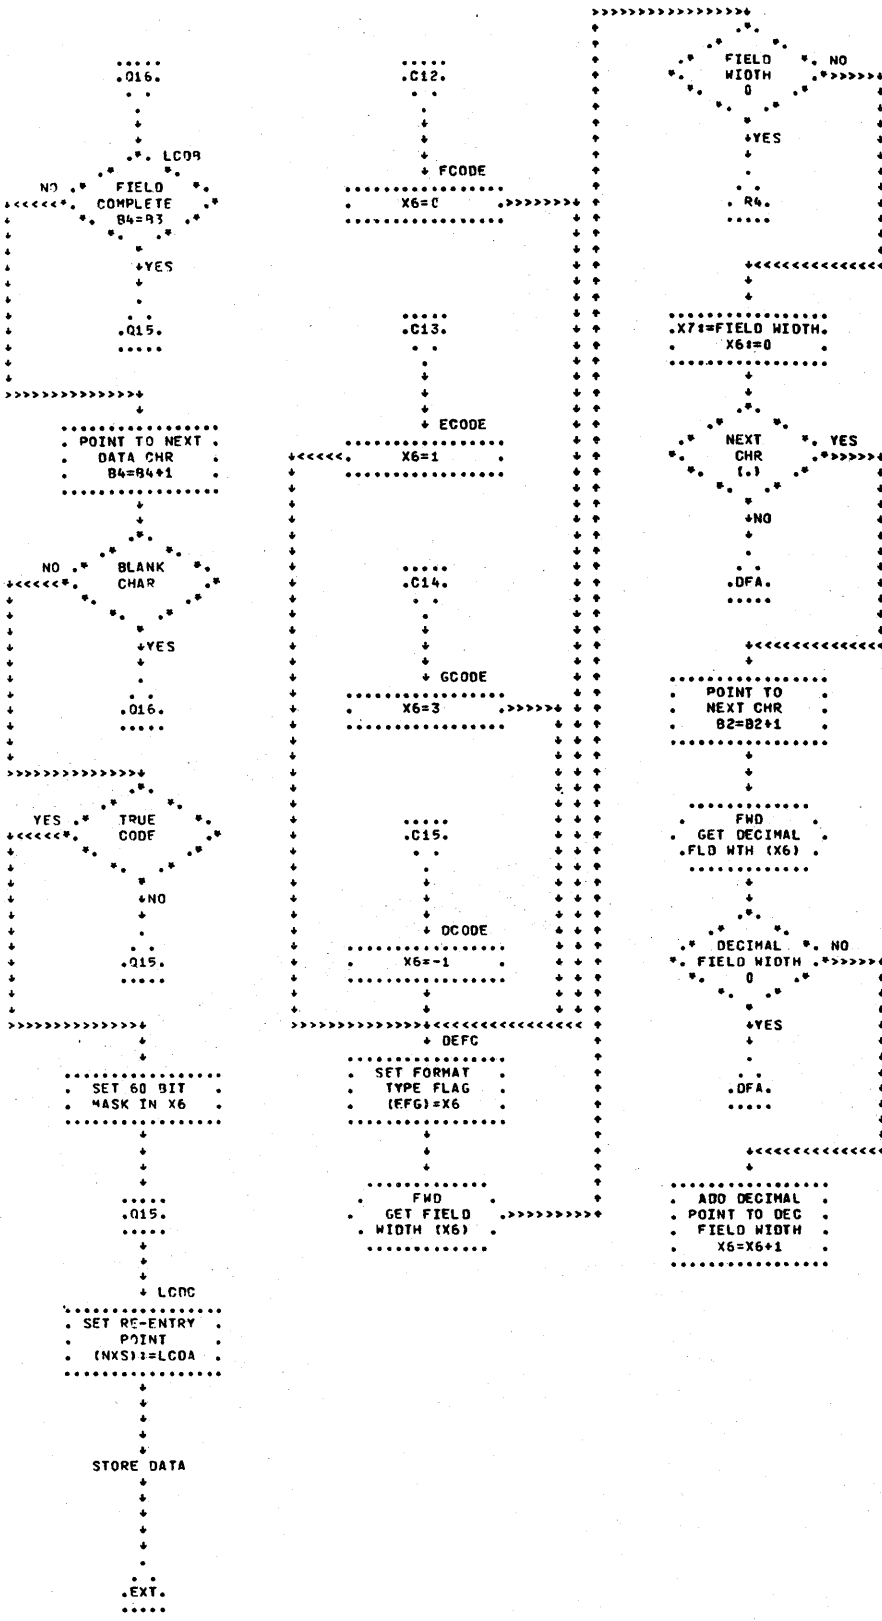 .Q16.
LCDB
NO
FIELD
COMPLETE
B4=B3
YES
.Q15.
POINT TO NEXT
DATA CHR
B4=B4+1
NO
BLANK
CHAR
YES
.Q16.
YES
TRUE
CODE
NO
.Q15.
SET 60 BIT
MASK IN X6
.Q15.
LCDC
SET RE-ENTRY
POINT
(NXS):=LCDA
STORE DATA
.EXT.
.C12.
FCODE
X6=0
.C13.
ECODE
X6=1
.C14.
GCODE
X6=3
.C15.
DCODE
X6=-1
DEFC
SET FORMAT
TYPE FLAG
(EFG)=X6
FWD
GET FIELD
WIDTH (X6)
FIELD
WIDTH
0
NO
YES
. R4.
.X7:=FIELD WIDTH.
X6:=0
NEXT
CHR
(.)
YES
NO
.DFA.
POINT TO
NEXT CHR
B2=B2+1
FWD
GET DECIMAL
.FLD WTH (X6) .
DECIMAL
FIELD WIDTH
0
NO
YES
.DFA.
ADD DECIMAL
POINT TO DEC
FIELD WIDTH
X6=X6+1